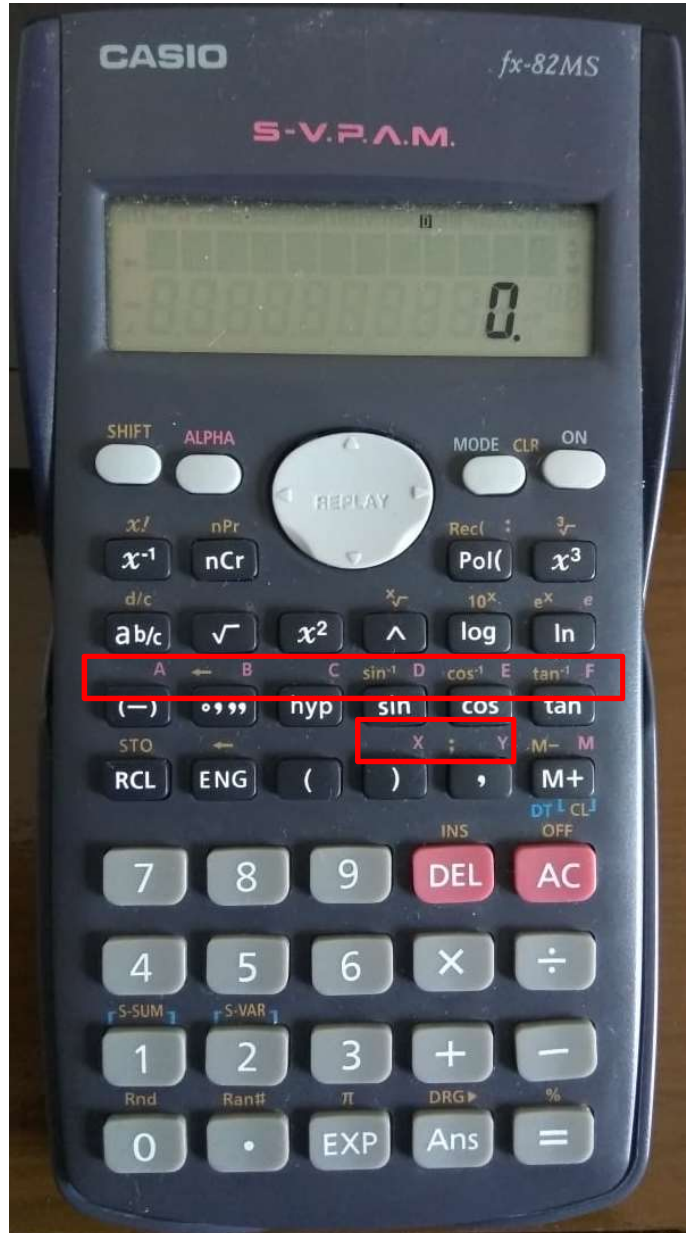 CASIO fx-82MS
S-V.P.A.M.
D
0.
SHIFT ALPHA MODE CLR ON
REPLAY
x! nPr Rec( : ³√
x⁻¹ nCr Pol( x³
d/c ˣ√ 10ˣ eˣ e
ab/c √ x² ^ log ln
A ← B C sin⁻¹ D cos⁻¹ E tan⁻¹ F
(−) °,,, hyp sin cos tan
STO ← X ; Y M− M
RCL ENG ( ) , M+
DT CL
INS OFF
7 8 9 DEL AC
4 5 6 × ÷
S-SUM S-VAR
1 2 3 + −
Rnd Ran# π DRG▶ %
0 . EXP Ans =